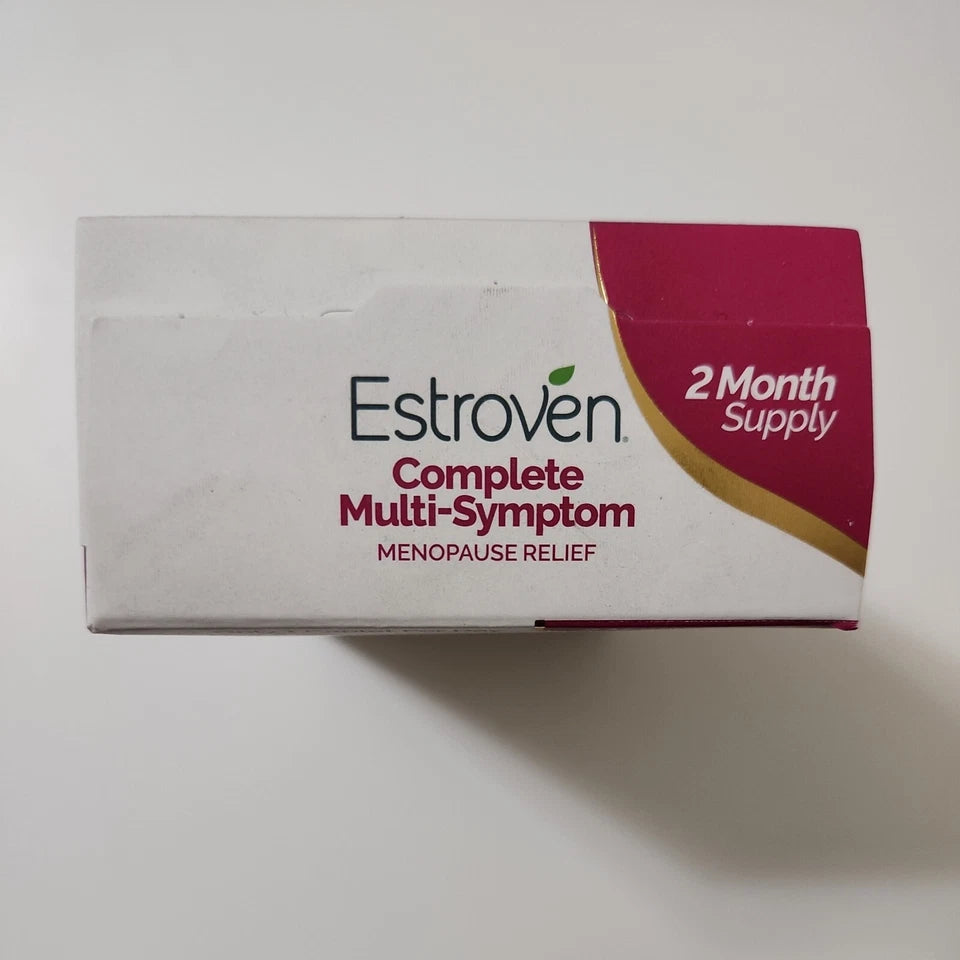 Estroven
2 Month
Supply
Complete
Multi-Symptom
MENOPAUSE RELIEF